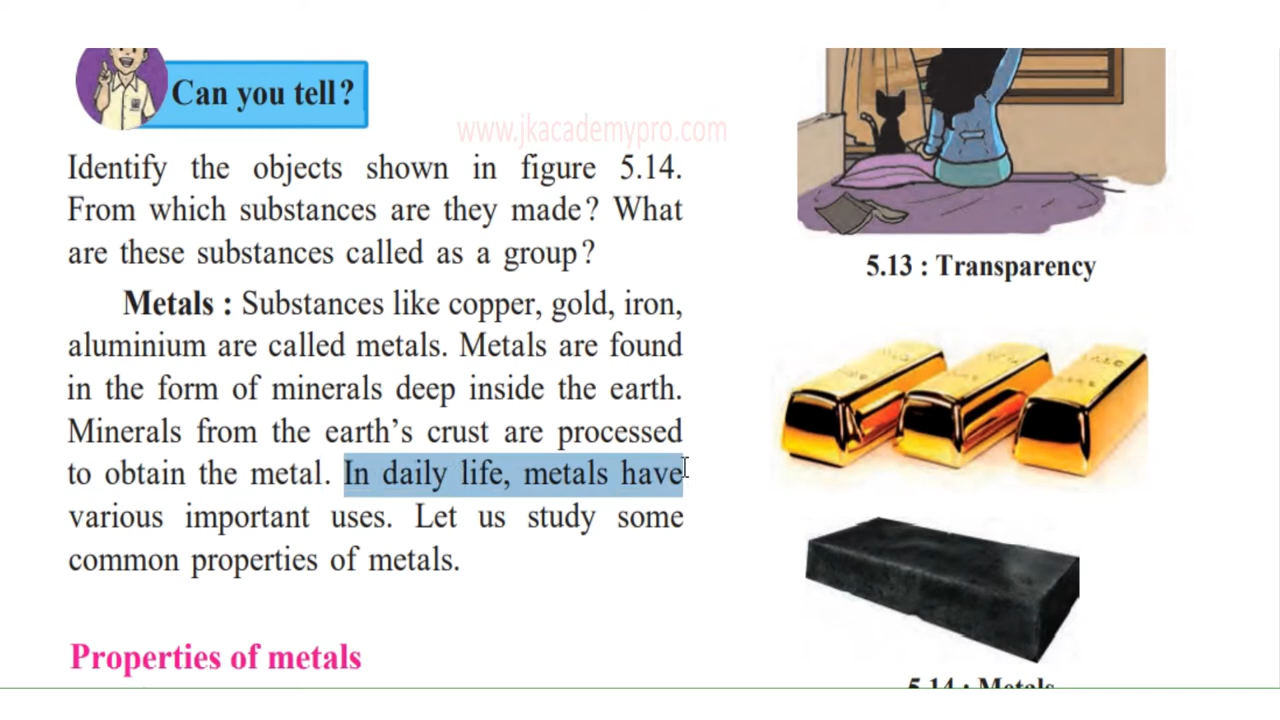 Can you tell?
www.jkacademypro.com
Identify the objects shown in figure 5.14.
From which substances are they made? What
are these substances called as a group?
Metals : Substances like copper, gold, iron,
aluminium are called metals. Metals are found
in the form of minerals deep inside the earth.
Minerals from the earth's crust are processed
to obtain the metal. In daily life, metals have
various important uses. Let us study some
common properties of metals.
Properties of metals
5.13 : Transparency
5.14 : Metals